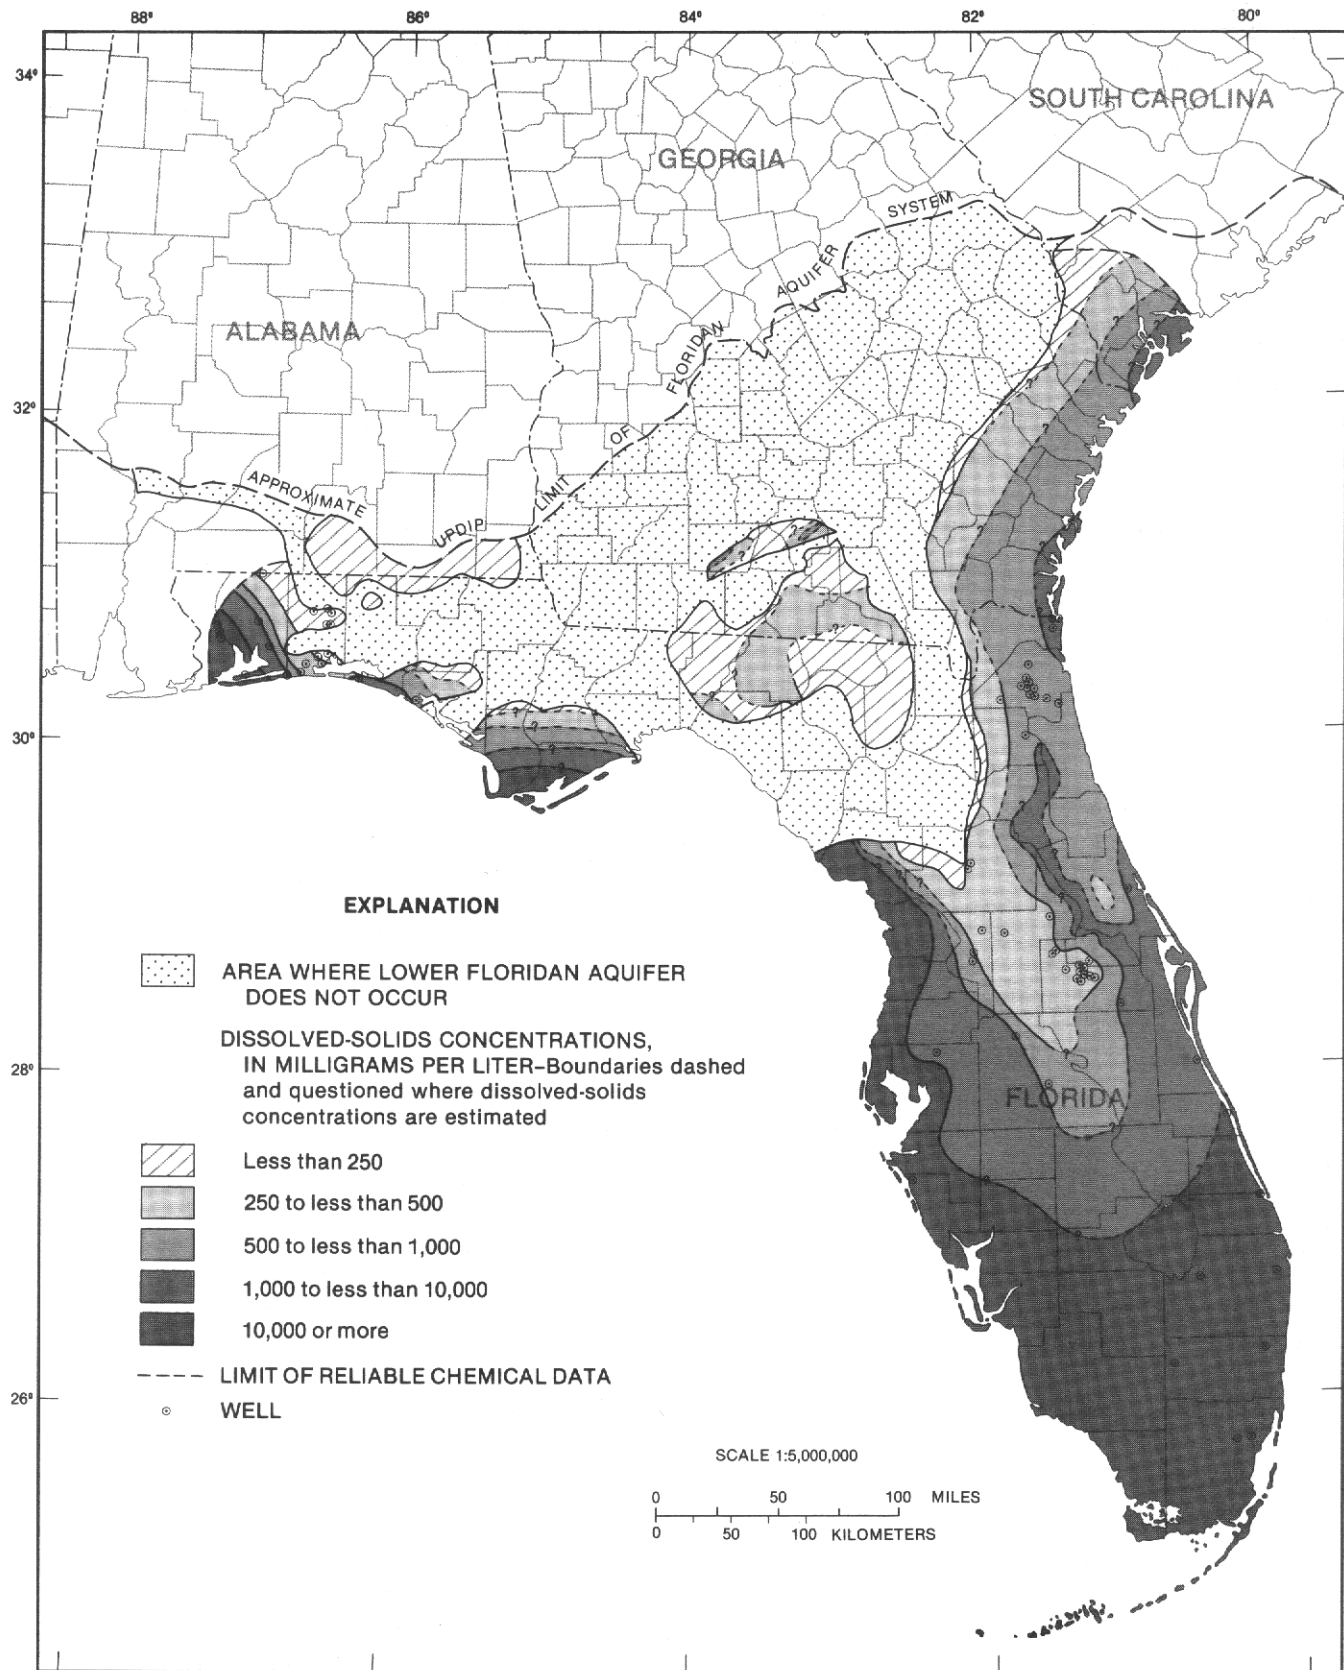 88° 86° 84° 82° 80°
34°
SOUTH CAROLINA
GEORGIA
SYSTEM
AQUIFER
ALABAMA
FLORIDAN
32°
OF
LIMIT
APPROXIMATE
UPDIP
30°
EXPLANATION
AREA WHERE LOWER FLORIDAN AQUIFER
DOES NOT OCCUR
DISSOLVED-SOLIDS CONCENTRATIONS,
IN MILLIGRAMS PER LITER–Boundaries dashed
and questioned where dissolved-solids
concentrations are estimated
28°
FLORIDA
Less than 250
250 to less than 500
500 to less than 1,000
1,000 to less than 10,000
10,000 or more
LIMIT OF RELIABLE CHEMICAL DATA
26°
WELL
SCALE 1:5,000,000
0 50 100 MILES
0 50 100 KILOMETERS